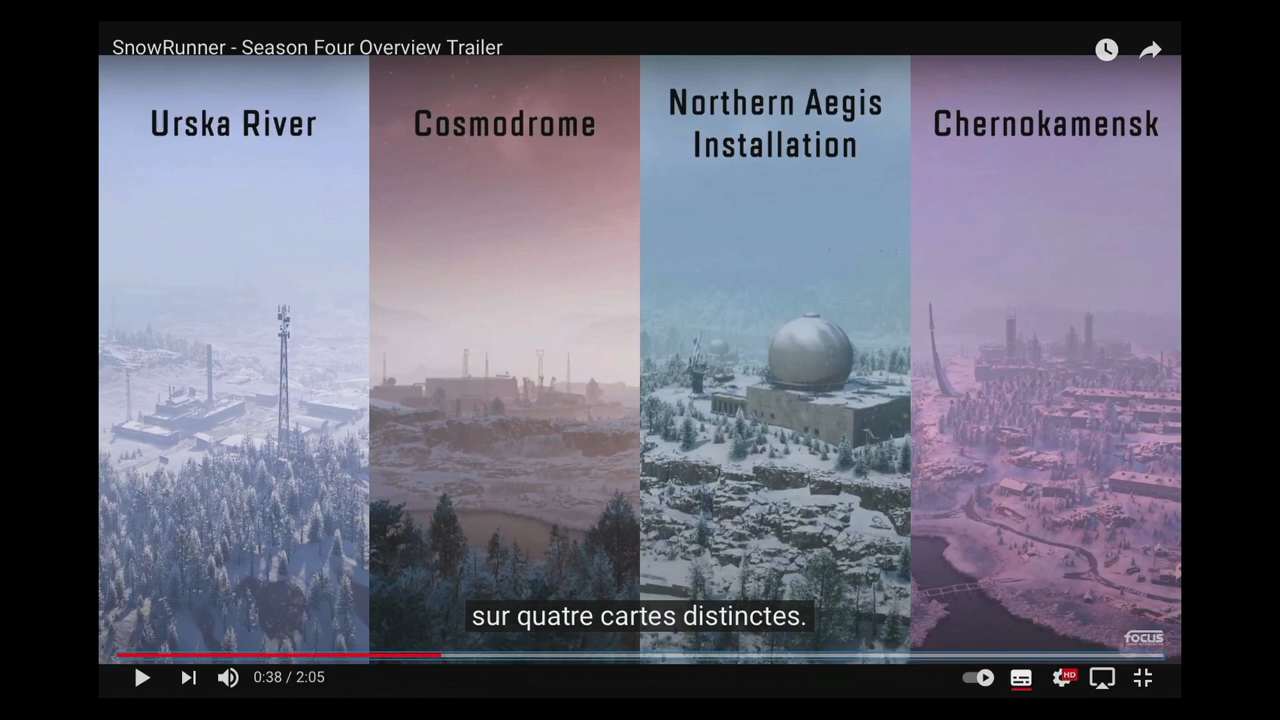 SnowRunner - Season Four Overview Trailer
Urska River
Cosmodrome
Northern Aegis
Installation
Chernokamensk
sur quatre cartes distinctes.
focus
0:38 / 2:05
HD